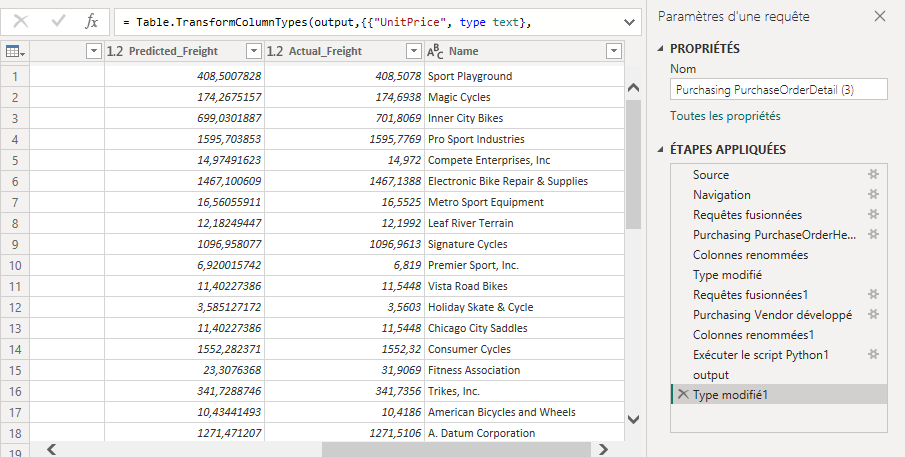 fx = Table.TransformColumnTypes(output,{{"UnitPrice", type text},
1.2 Predicted_Freight 1.2 Actual_Freight ABC Name
1 408,5007828 408,5078 Sport Playground
2 174,2675157 174,6938 Magic Cycles
3 699,0301887 701,8069 Inner City Bikes
4 1595,703853 1595,7769 Pro Sport Industries
5 14,97491623 14,972 Compete Enterprises, Inc
6 1467,100609 1467,1388 Electronic Bike Repair & Supplies
7 16,56055911 16,5525 Metro Sport Equipment
8 12,18249447 12,1992 Leaf River Terrain
9 1096,958077 1096,9613 Signature Cycles
10 6,920015742 6,819 Premier Sport, Inc.
11 11,40227386 11,5448 Vista Road Bikes
12 3,585127172 3,5603 Holiday Skate & Cycle
13 11,40227386 11,5448 Chicago City Saddles
14 1552,282371 1552,32 Consumer Cycles
15 23,3076368 31,9069 Fitness Association
16 341,7288746 341,7356 Trikes, Inc.
17 10,43441493 10,4186 American Bicycles and Wheels
18 1271,471207 1271,5106 A. Datum Corporation
19
Paramètres d'une requête
PROPRIÉTÉS
Nom
Purchasing PurchaseOrderDetail (3)
Toutes les propriétés
ÉTAPES APPLIQUÉES
Source
Navigation
Requêtes fusionnées
Purchasing PurchaseOrderHe...
Colonnes renommées
Type modifié
Requêtes fusionnées1
Purchasing Vendor développé
Colonnes renommées1
Exécuter le script Python1
output
Type modifié1